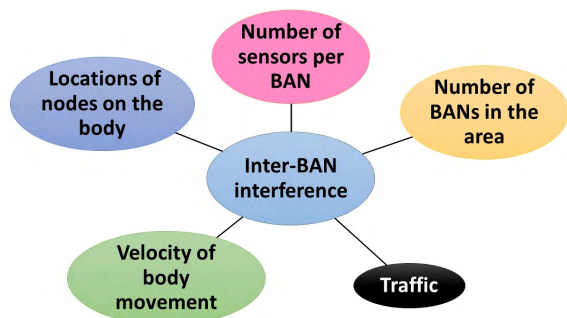 Number of
sensors per
BAN
Locations of
nodes on the
body
Number of
BANs in the
area
Inter-BAN
interference
Velocity of
body
movement
Traffic